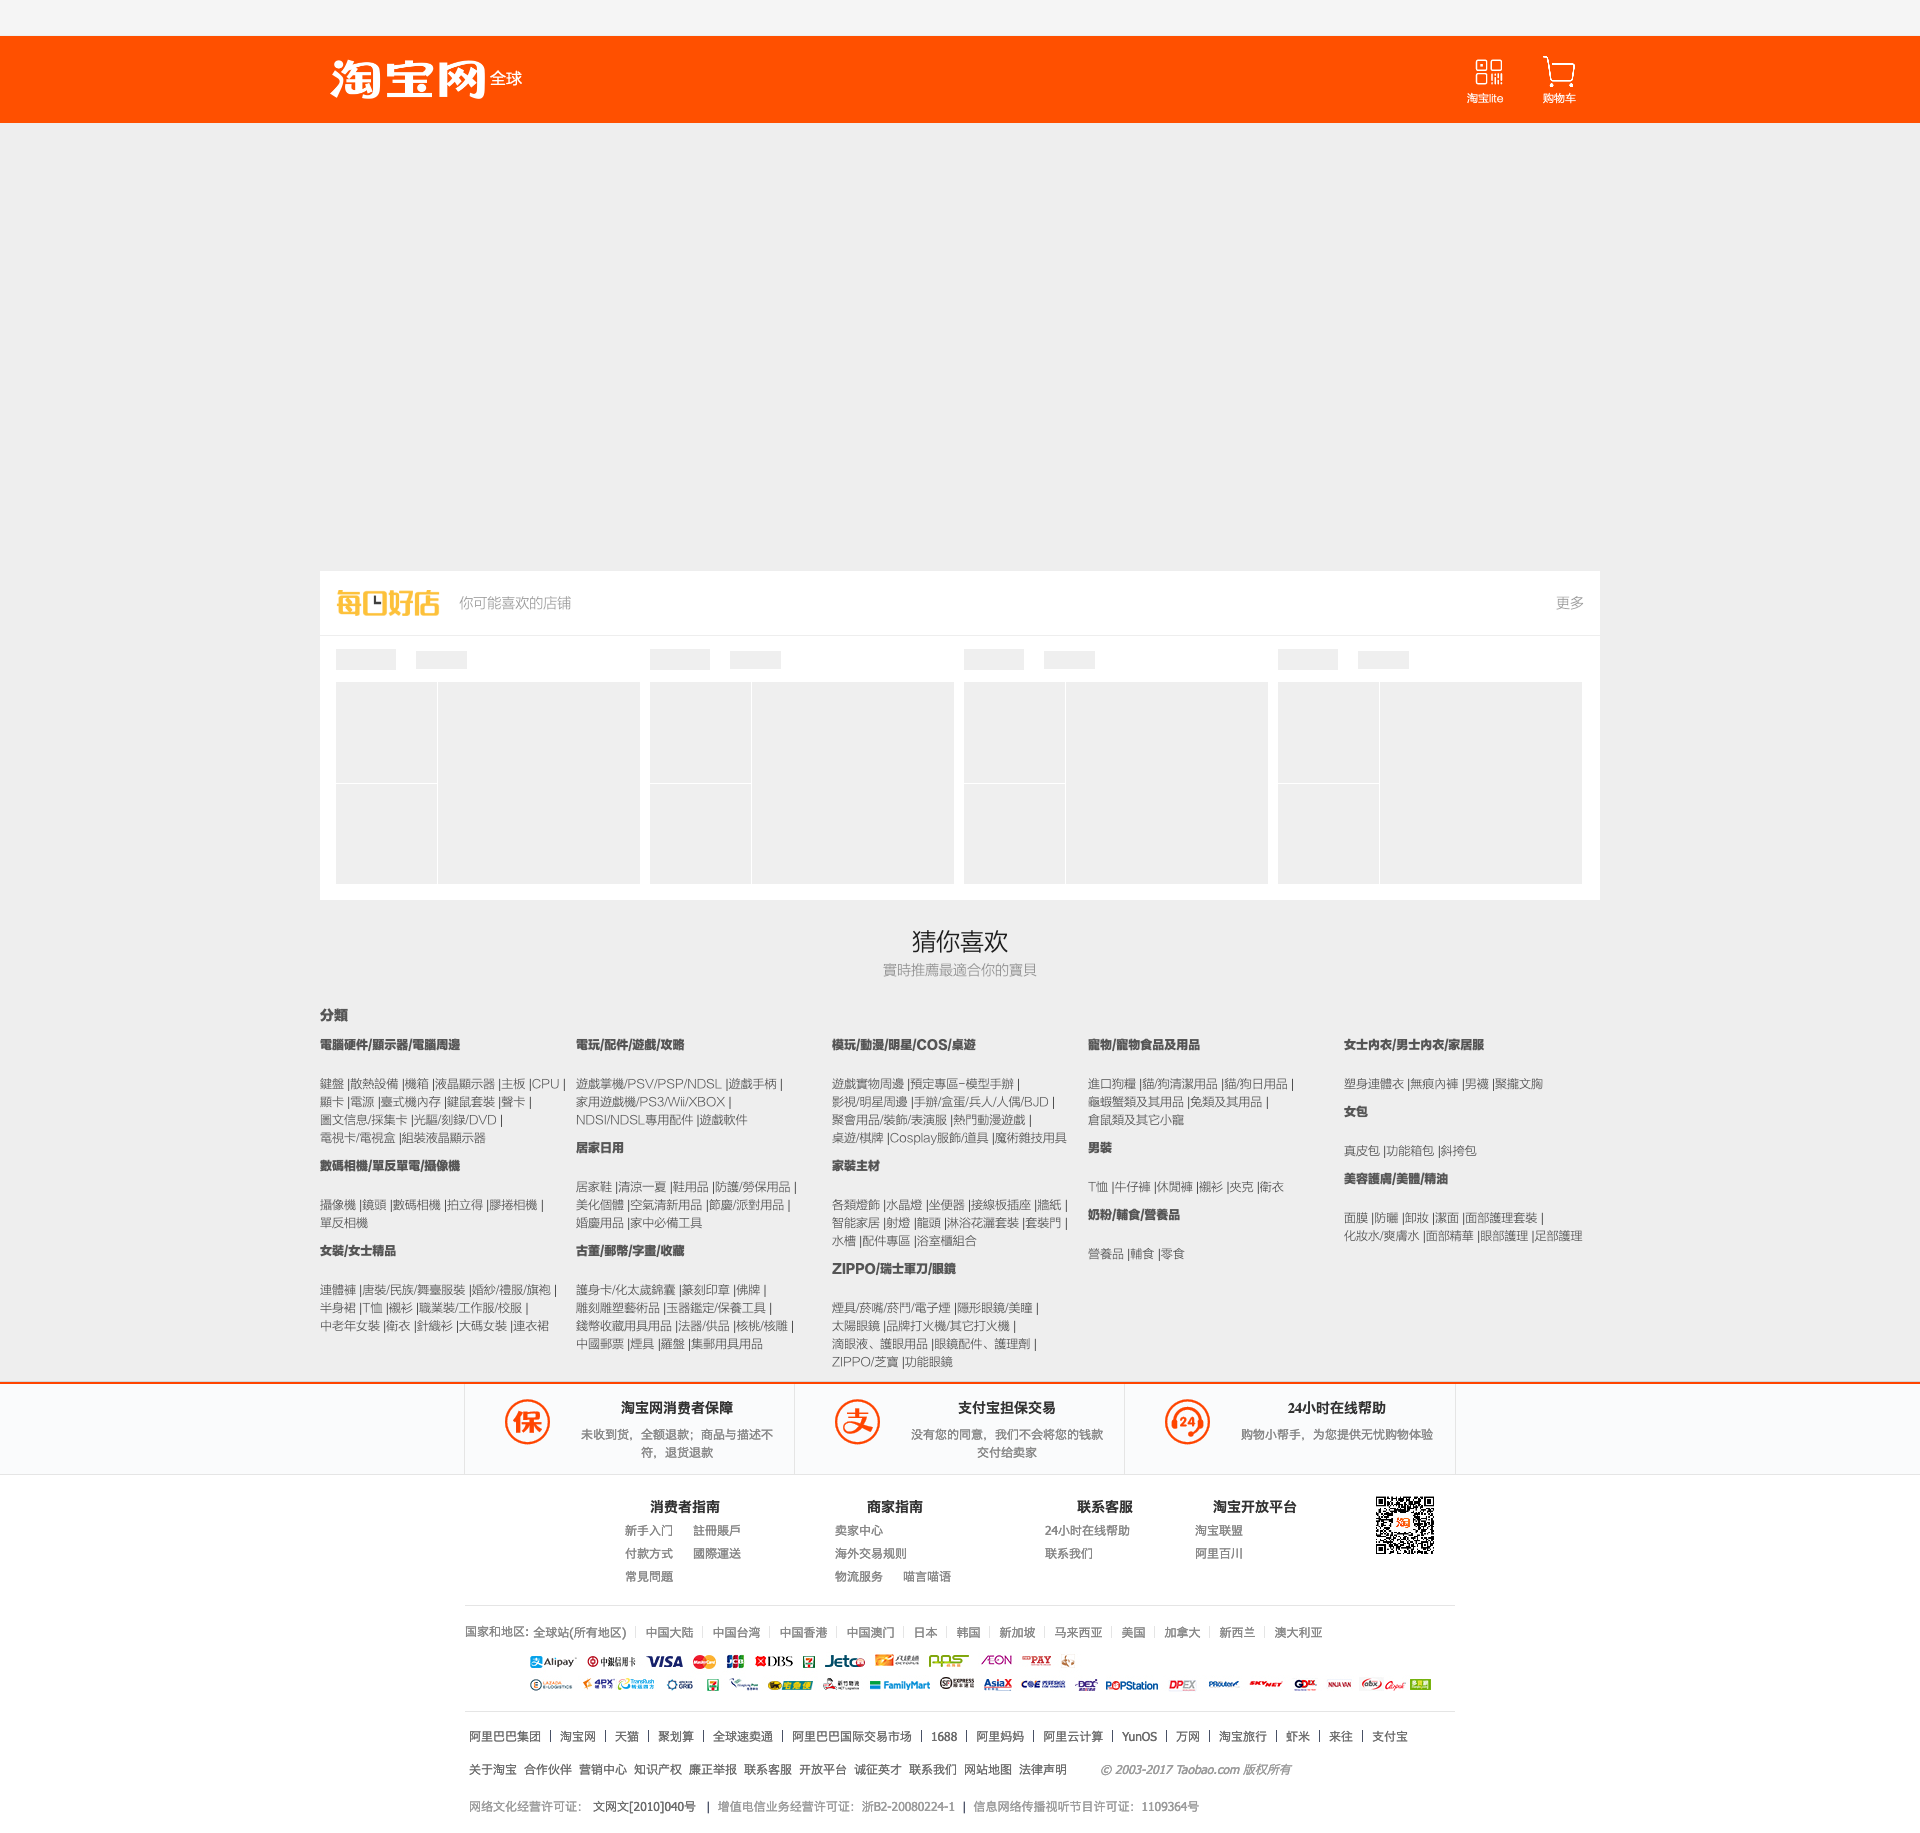 淘宝网全球
淘宝lite 购物车
每日好店 你可能喜欢的店铺 更多
猜你喜欢
實時推薦最適合你的寶貝
分類
電腦硬件/顯示器/電腦周邊
鍵盤 |散熱設備 |機箱 |液晶顯示器 |主板 |CPU |
顯卡 |電源 |臺式機內存 |鍵鼠套裝 |聲卡 |
圖文信息/採集卡 |光驅/刻錄/DVD |
電視卡/電視盒 |組裝液晶顯示器
數碼相機/單反單電/攝像機
攝像機 |鏡頭 |數碼相機 |拍立得 |膠捲相機 |
單反相機
女裝/女士精品
連體褲 |唐裝/民族/舞臺服裝 |婚紗/禮服/旗袍 |
半身裙 |T恤 |襯衫 |職業裝/工作服/校服 |
中老年女裝 |衛衣 |針織衫 |大碼女裝 |連衣裙
電玩/配件/遊戲/攻略
遊戲掌機/PSV/PSP/NDSL |遊戲手柄 |
家用遊戲機/PS3/Wii/XBOX |
NDSI/NDSL專用配件 |遊戲軟件
居家日用
居家鞋 |清涼一夏 |鞋用品 |防護/勞保用品 |
美化個體 |空氣清新用品 |節慶/派對用品 |
婚慶用品 |家中必備工具
古董/郵幣/字畫/收藏
護身卡/化太歲錦囊 |篆刻印章 |佛牌 |
雕刻雕塑藝術品 |玉器鑑定/保養工具 |
錢幣收藏用具用品 |法器/供品 |核桃/核雕 |
中國郵票 |煙具 |羅盤 |集郵用具用品
模玩/動漫/明星/COS/桌遊
遊戲實物周邊 |預定專區-模型手辦 |
影視/明星周邊 |手辦/盒蛋/兵人/人偶/BJD |
聚會用品/裝飾/表演服 |熱門動漫遊戲 |
桌遊/棋牌 |Cosplay服飾/道具 |魔術雜技用具
家裝主材
各類燈飾 |水晶燈 |坐便器 |接線板插座 |牆紙 |
智能家居 |射燈 |龍頭 |淋浴花灑套裝 |套裝門 |
水槽 |配件專區 |浴室櫃組合
ZIPPO/瑞士軍刀/眼鏡
煙具/菸嘴/菸鬥/電子煙 |隱形眼鏡/美瞳 |
太陽眼鏡 |品牌打火機/其它打火機 |
滴眼液、護眼用品 |眼鏡配件、護理劑 |
ZIPPO/芝寶 |功能眼鏡
寵物/寵物食品及用品
進口狗糧 |貓/狗清潔用品 |貓/狗日用品 |
龜蝦蟹類及其用品 |兔類及其用品 |
倉鼠類及其它小寵
男裝
T恤 |牛仔褲 |休閒褲 |襯衫 |夾克 |衛衣
奶粉/輔食/營養品
營養品 |輔食 |零食
女士內衣/男士內衣/家居服
塑身連體衣 |無痕內褲 |男襪 |聚攏文胸
女包
真皮包 |功能箱包 |斜挎包
美容護膚/美體/精油
面膜 |防曬 |卸妝 |潔面 |面部護理套裝 |
化妝水/爽膚水 |面部精華 |眼部護理 |足部護理
保 淘宝网消费者保障
未收到货，全额退款；商品与描述不
符，退货退款
支 支付宝担保交易
没有您的同意，我们不会将您的钱款
交付给卖家
24 24小时在线帮助
购物小帮手，为您提供无忧购物体验
消费者指南
新手入门 註冊賬戶
付款方式 國際運送
常見問題
商家指南
卖家中心
海外交易规则
物流服务 喵言喵语
联系客服
24小时在线帮助
联系我们
淘宝开放平台
淘宝联盟
阿里百川
淘
国家和地区: 全球站(所有地区) 中国大陆 中国台湾 中国香港 中国澳门 日本 韩国 新加坡 马来西亚 美国 加拿大 新西兰 澳大利亚
支Alipay 中銀信用卡 VISA MasterCard JCB DBS 7 Jetco 八達通 PPS ÆON PAY
LAZADA e-LOGISTICS 4PX TransRush 7 宅急便 FamilyMart SF EXPRESS AsiaX COE DEX POPStation DPEX PRouter SKYNET GDEX NINJA VAN abx
阿里巴巴集团 | 淘宝网 | 天猫 | 聚划算 | 全球速卖通 | 阿里巴巴国际交易市场 | 1688 | 阿里妈妈 | 阿里云计算 | YunOS | 万网 | 淘宝旅行 | 虾米 | 来往 | 支付宝
关于淘宝 合作伙伴 营销中心 知识产权 廉正举报 联系客服 开放平台 诚征英才 联系我们 网站地图 法律声明 © 2003-2017 Taobao.com 版权所有
网络文化经营许可证： 文网文[2010]040号 | 增值电信业务经营许可证：浙B2-20080224-1 | 信息网络传播视听节目许可证：1109364号